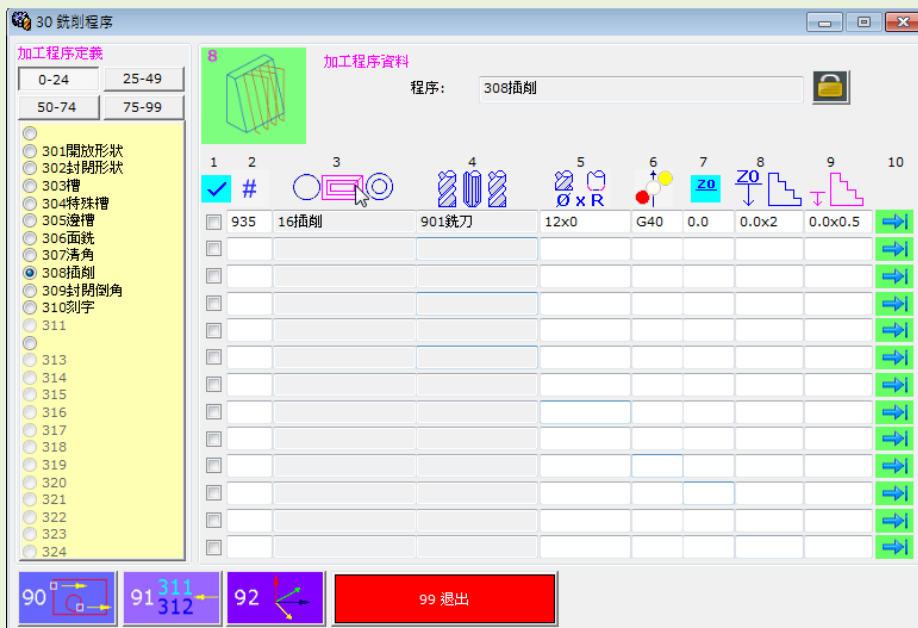 30 銑削程序
加工程序定義
0-24
25-49
50-74
75-99
301開放形狀
302封閉形狀
303槽
304特殊槽
305邊槽
306面銑
307清角
308插削
309封閉倒角
310刻字
311
313
314
315
316
317
318
319
320
321
322
323
324
8
加工程序資料
程序: 308插削
1 2 3 4 5 6 7 8 9 10
# Ø x R Z0 Z0
935 16插削 901銑刀 12x0 G40 0.0 0.0x2 0.0x0.5
90
91 311 312
92
99 退出